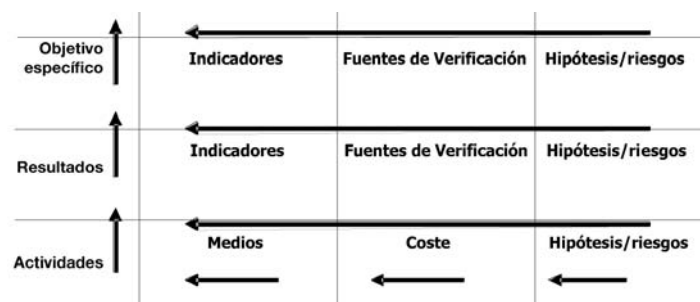 Objetivo
específico
Indicadores
Fuentes de Verificación
Hipótesis/riesgos
Resultados
Indicadores
Fuentes de Verificación
Hipótesis/riesgos
Actividades
Medios
Coste
Hipótesis/riesgos